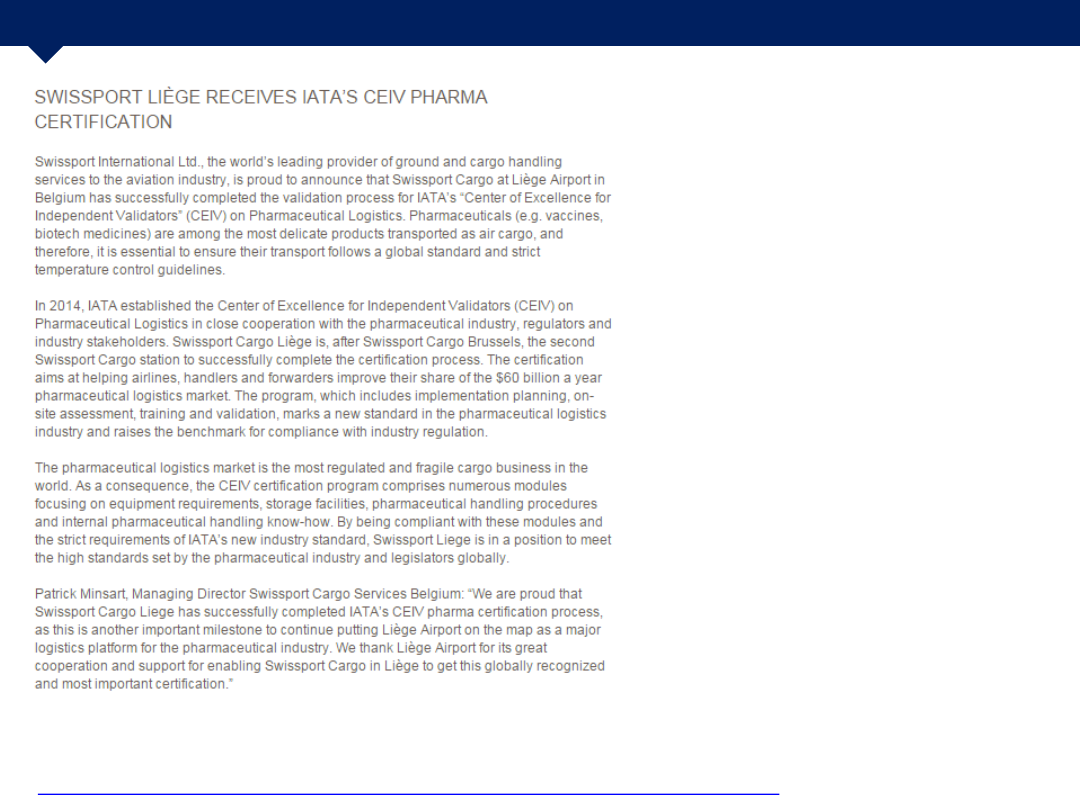 SWISSPORT LIÈGE RECEIVES IATA’S CEIV PHARMA
CERTIFICATION
Swissport International Ltd., the world’s leading provider of ground and cargo handling
services to the aviation industry, is proud to announce that Swissport Cargo at Liège Airport in
Belgium has successfully completed the validation process for IATA’s “Center of Excellence for
Independent Validators” (CEIV) on Pharmaceutical Logistics. Pharmaceuticals (e.g. vaccines,
biotech medicines) are among the most delicate products transported as air cargo, and
therefore, it is essential to ensure their transport follows a global standard and strict
temperature control guidelines.
In 2014, IATA established the Center of Excellence for Independent Validators (CEIV) on
Pharmaceutical Logistics in close cooperation with the pharmaceutical industry, regulators and
industry stakeholders. Swissport Cargo Liège is, after Swissport Cargo Brussels, the second
Swissport Cargo station to successfully complete the certification process. The certification
aims at helping airlines, handlers and forwarders improve their share of the $60 billion a year
pharmaceutical logistics market. The program, which includes implementation planning, on-
site assessment, training and validation, marks a new standard in the pharmaceutical logistics
industry and raises the benchmark for compliance with industry regulation.
The pharmaceutical logistics market is the most regulated and fragile cargo business in the
world. As a consequence, the CEIV certification program comprises numerous modules
focusing on equipment requirements, storage facilities, pharmaceutical handling procedures
and internal pharmaceutical handling know-how. By being compliant with these modules and
the strict requirements of IATA’s new industry standard, Swissport Liege is in a position to meet
the high standards set by the pharmaceutical industry and legislators globally.
Patrick Minsart, Managing Director Swissport Cargo Services Belgium: “We are proud that
Swissport Cargo Liege has successfully completed IATA’s CEIV pharma certification process,
as this is another important milestone to continue putting Liège Airport on the map as a major
logistics platform for the pharmaceutical industry. We thank Liège Airport for its great
cooperation and support for enabling Swissport Cargo in Liège to get this globally recognized
and most important certification.”